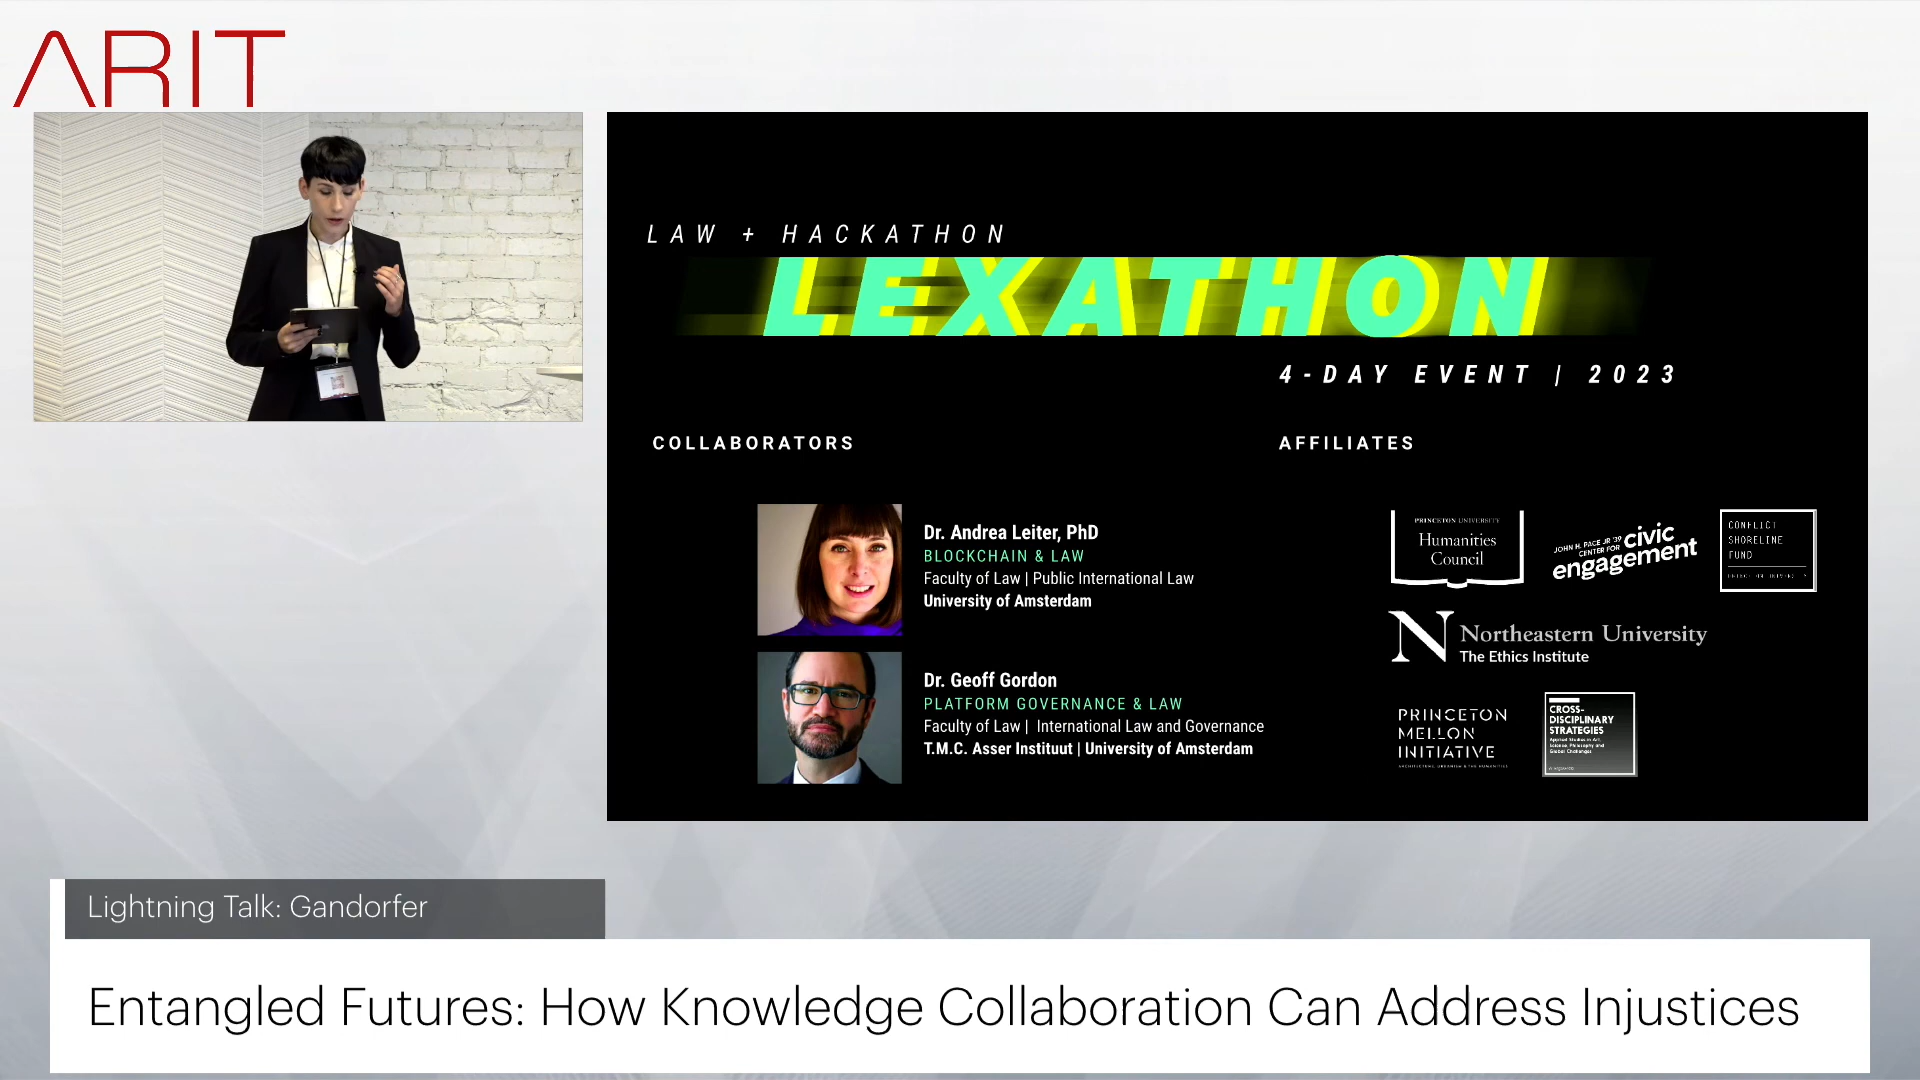 ARIT
LAW + HACKATHON
LEXATHON
4-DAY EVENT | 2023
COLLABORATORS
Dr. Andrea Leiter, PhD
BLOCKCHAIN & LAW
Faculty of Law | Public International Law
University of Amsterdam
Dr. Geoff Gordon
PLATFORM GOVERNANCE & LAW
Faculty of Law | International Law and Governance
T.M.C. Asser Instituut | University of Amsterdam
AFFILIATES
PRINCETON UNIVERSITY
Humanities
Council
JOHN H. PACE JR '39
CENTER FOR civic
engagement
CONFLICT
SHORELINE
FUND
Northeastern University
The Ethics Institute
PRINCETON
MELLON
INITIATIVE
ARCHITECTURE, URBANISM & THE HUMANITIES
CROSS-
DISCIPLINARY
STRATEGIES
Applied Studies in Art,
Science, Philosophy and
Global Challenges
Lightning Talk: Gandorfer
Entangled Futures: How Knowledge Collaboration Can Address Injustices